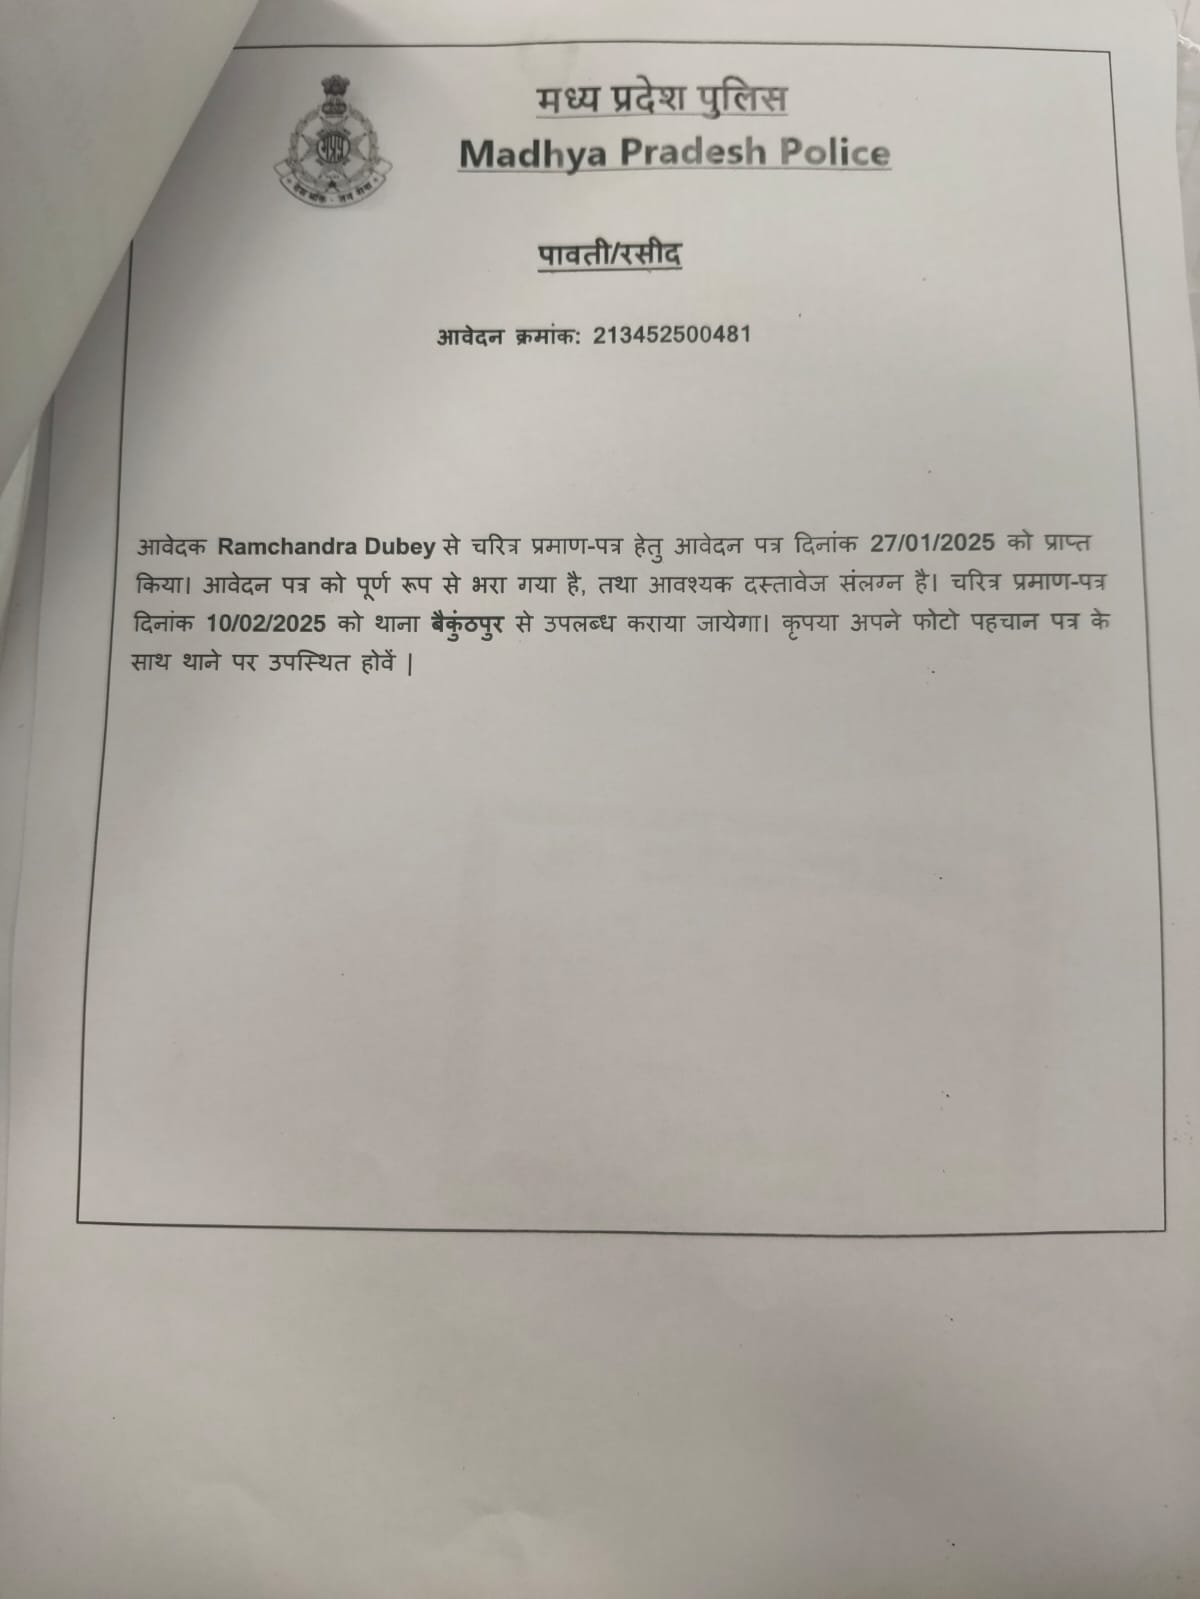 मध्य प्रदेश पुलिस
Madhya Pradesh Police
देश भक्ति - जन सेवा
पावती/रसीद
आवेदन क्रमांक: 213452500481
आवेदक Ramchandra Dubey से चरित्र प्रमाण-पत्र हेतु आवेदन पत्र दिनांक 27/01/2025 को प्राप्त
किया। आवेदन पत्र को पूर्ण रूप से भरा गया है, तथा आवश्यक दस्तावेज संलग्न है। चरित्र प्रमाण-पत्र
दिनांक 10/02/2025 को थाना बैकुंठपुर से उपलब्ध कराया जायेगा। कृपया अपने फोटो पहचान पत्र के
साथ थाने पर उपस्थित होवें |